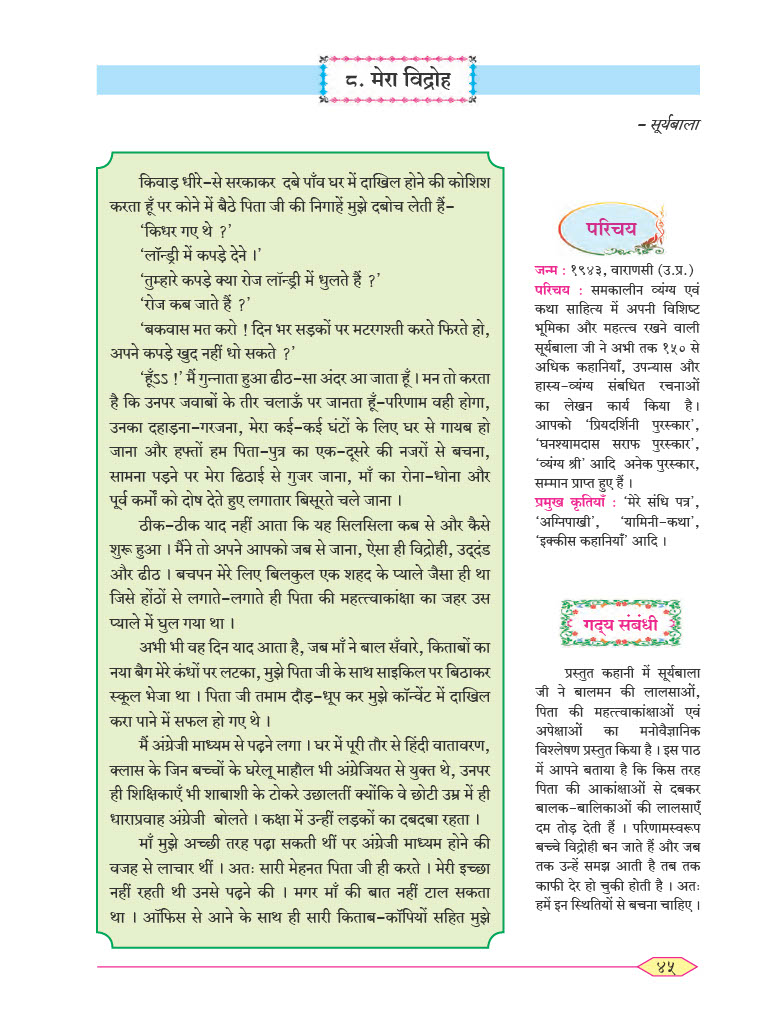 ८. मेरा विद्रोह
– सूर्यबाला
किवाड़ धीरे-से सरकाकर दबे पाँव घर में दाखिल होने की कोशिश
करता हूँ पर कोने में बैठे पिता जी की निगाहें मुझे दबोच लेती हैं–
‘किधर गए थे ?’
‘लॉन्ड्री में कपड़े देने ।’
‘तुम्हारे कपड़े क्या रोज लॉन्ड्री में धुलते हैं ?’
‘रोज कब जाते हैं ?’
‘बकवास मत करो ! दिन भर सड़कों पर मटरगश्ती करते फिरते हो,
अपने कपड़े खुद नहीं धो सकते ?’
‘हूँऽऽ !’ मैं गुन्नाता हुआ ढीठ-सा अंदर आ जाता हूँ । मन तो करता
है कि उनपर जवाबों के तीर चलाऊँ पर जानता हूँ-परिणाम वही होगा,
उनका दहाड़ना-गरजना, मेरा कई-कई घंटों के लिए घर से गायब हो
जाना और हफ्तों हम पिता-पुत्र का एक-दूसरे की नजरों से बचना,
सामना पड़ने पर मेरा ढिठाई से गुजर जाना, माँ का रोना-धोना और
पूर्व कर्मों को दोष देते हुए लगातार बिसूरते चले जाना ।
ठीक-ठीक याद नहीं आता कि यह सिलसिला कब से और कैसे
शुरू हुआ । मैंने तो अपने आपको जब से जाना, ऐसा ही विद्रोही, उद्‌दंड
और ढीठ । बचपन मेरे लिए बिलकुल एक शहद के प्याले जैसा ही था
जिसे होंठों से लगाते-लगाते ही पिता की महत्त्वाकांक्षा का जहर उस
प्याले में घुल गया था ।
अभी भी वह दिन याद आता है, जब माँ ने बाल सँवारे, किताबों का
नया बैग मेरे कंधों पर लटका, मुझे पिता जी के साथ साइकिल पर बिठाकर
स्कूल भेजा था । पिता जी तमाम दौड़-धूप कर मुझे कॉन्वेंट में दाखिल
करा पाने में सफल हो गए थे ।
मैं अंग्रेजी माध्यम से पढ़ने लगा । घर में पूरी तौर से हिंदी वातावरण,
क्लास के जिन बच्चों के घरेलू माहौल भी अंग्रेजियत से युक्त थे, उनपर
ही शिक्षिकाएँ भी शाबाशी के टोकरे उछालतीं क्योंकि वे छोटी उम्र में ही
धाराप्रवाह अंग्रेजी बोलते । कक्षा में उन्हीं लड़कों का दबदबा रहता ।
माँ मुझे अच्छी तरह पढ़ा सकती थीं पर अंग्रेजी माध्यम होने की
वजह से लाचार थीं । अतः सारी मेहनत पिता जी ही करते । मेरी इच्छा
नहीं रहती थी उनसे पढ़ने की । मगर माँ की बात नहीं टाल सकता
था । ऑफिस से आने के साथ ही सारी किताब-कॉपियों सहित मुझे
परिचय
जन्म : १९४३, वाराणसी (उ.प्र.)
परिचय : समकालीन व्यंग्य एवं
कथा साहित्य में अपनी विशिष्ट
भूमिका और महत्त्व रखने वाली
सूर्यबाला जी ने अभी तक १५० से
अधिक कहानियाँ, उपन्यास और
हास्य-व्यंग्य संबधित रचनाओं
का लेखन कार्य किया है।
आपको ‘प्रियदर्शिनी पुरस्कार’,
‘घनश्यामदास सराफ पुरस्कार’,
‘व्यंग्य श्री’ आदि अनेक पुरस्कार,
सम्मान प्राप्त हुए हैं ।
प्रमुख कृतियाँ : ‘मेरे संधि पत्र’,
‘अग्निपाखी’, ‘यामिनी-कथा’,
‘इक्कीस कहानियाँ’ आदि ।
गद्‌य संबंधी
प्रस्तुत कहानी में सूर्यबाला
जी ने बालमन की लालसाओं,
पिता की महत्त्वाकांक्षाओं एवं
अपेक्षाओं का मनोवैज्ञानिक
विश्लेषण प्रस्तुत किया है । इस पाठ
में आपने बताया है कि किस तरह
पिता की आकांक्षाओं से दबकर
बालक-बालिकाओं की लालसाएँ
दम तोड़ देती हैं । परिणामस्वरूप
बच्चे विद्रोही बन जाते हैं और जब
तक उन्हें समझ आती है तब तक
काफी देर हो चुकी होती है । अतः
हमें इन स्थितियों से बचना चाहिए ।
४५